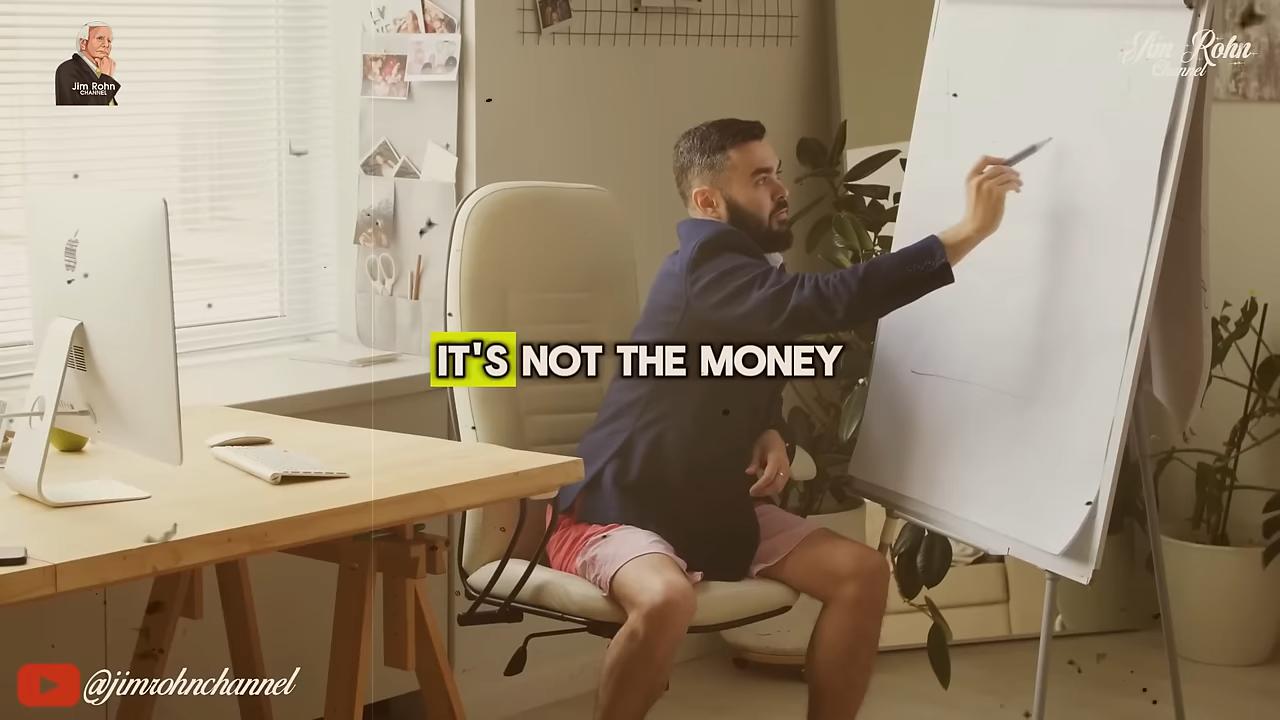 Jim Rohn
CHANNEL
Jim Rohn
Channel
IT'S NOT THE MONEY
@jimrohnchannel